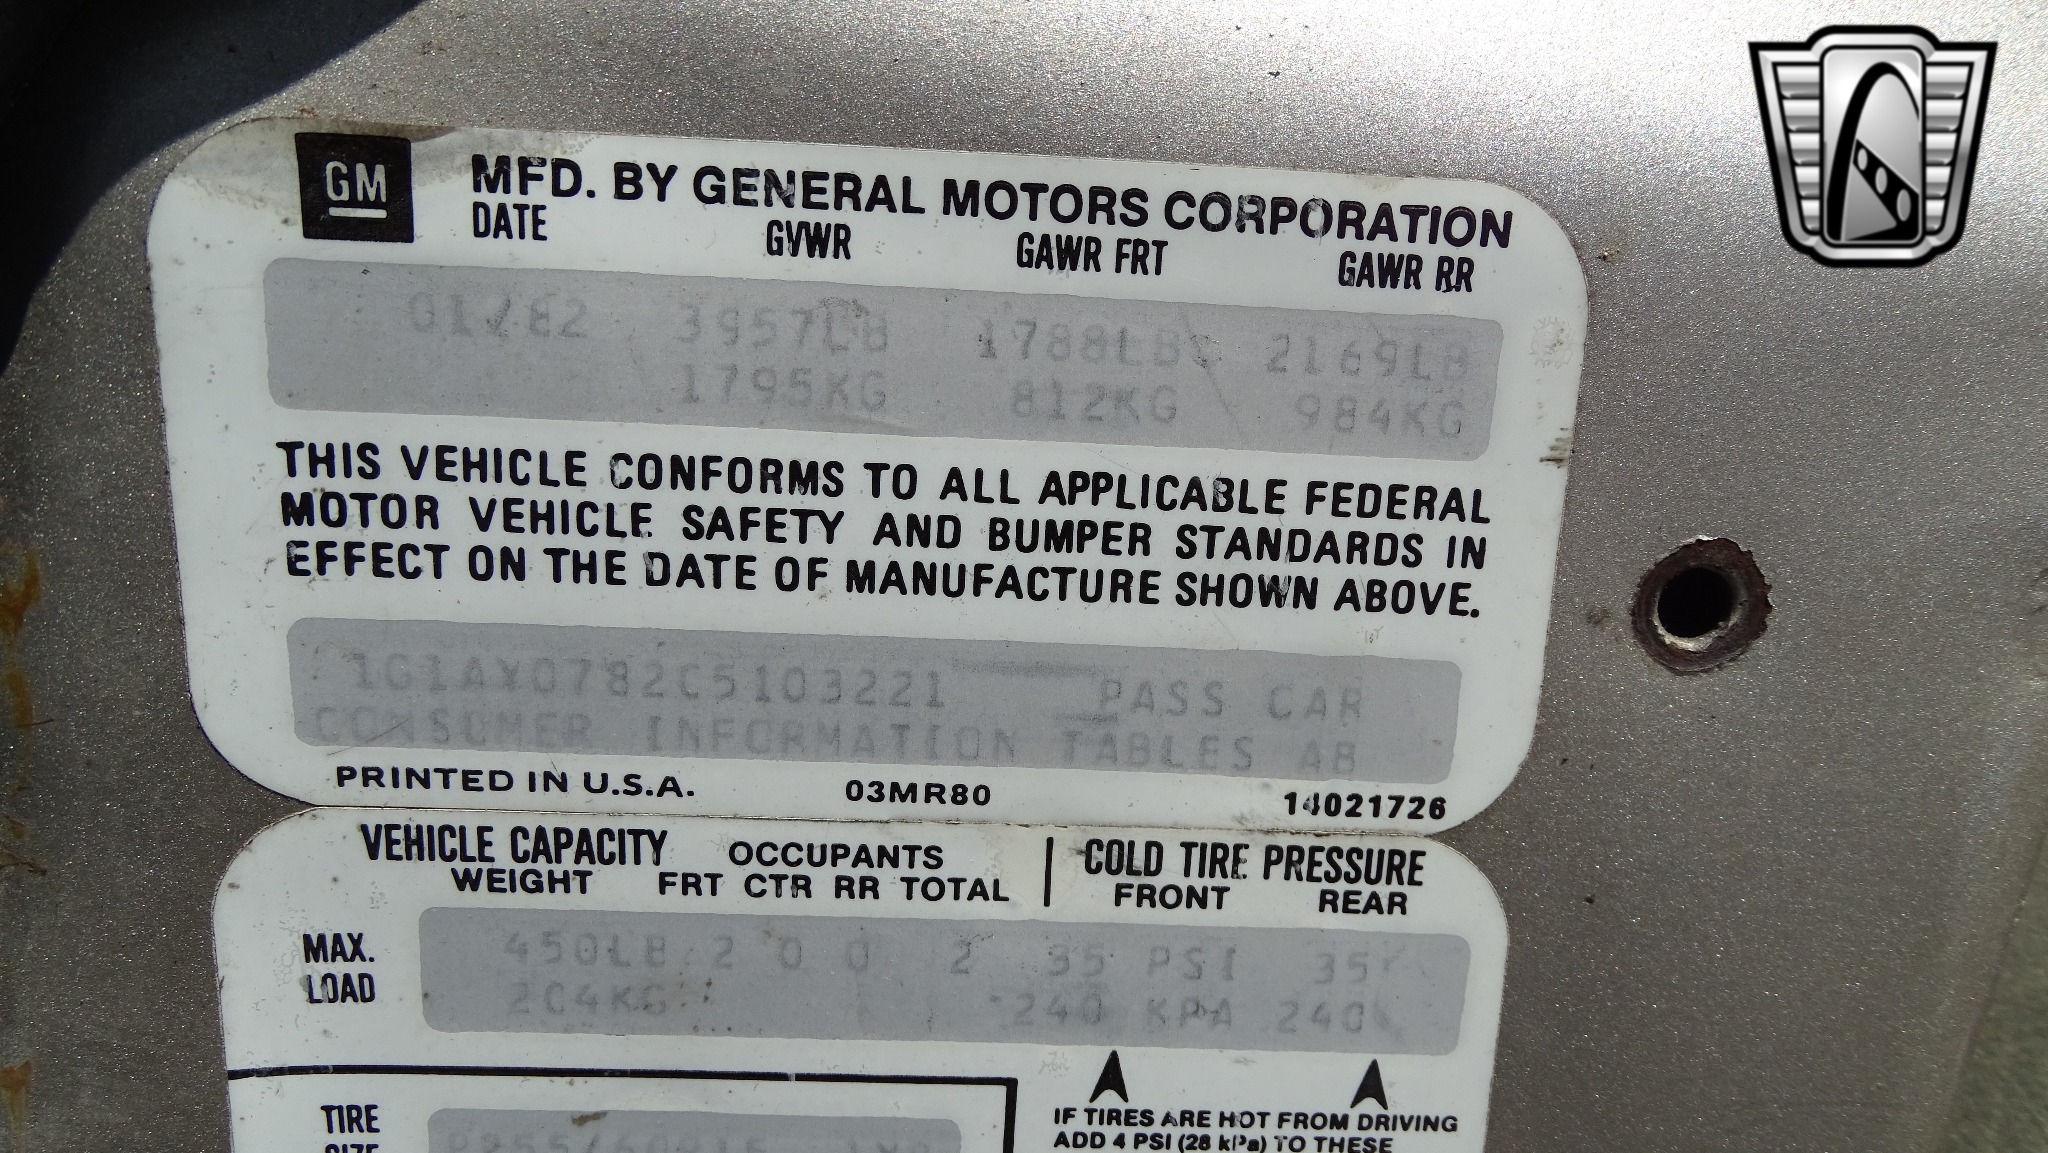 GM
MFD. BY GENERAL MOTORS CORPORATION
DATE GVWR GAWR FRT GAWR RR
01/82 3957LB 1788LB 2169LB
1795KG 812KG 984KG
THIS VEHICLE CONFORMS TO ALL APPLICABLE FEDERAL
MOTOR VEHICLE SAFETY AND BUMPER STANDARDS IN
EFFECT ON THE DATE OF MANUFACTURE SHOWN ABOVE.
1G1AY0782C5103221 PASS CAR
CONSUMER INFORMATION TABLES AB
PRINTED IN U.S.A. 03MR80 14021726
VEHICLE CAPACITY OCCUPANTS COLD TIRE PRESSURE
WEIGHT FRT CTR RR TOTAL FRONT REAR
MAX. 450LB 2 0 0 2 35 PSI 35
LOAD 204KG 240 KPA 240
TIRE
SIZE
IF TIRES ARE HOT FROM DRIVING
ADD 4 PSI (28 kPa) TO THESE